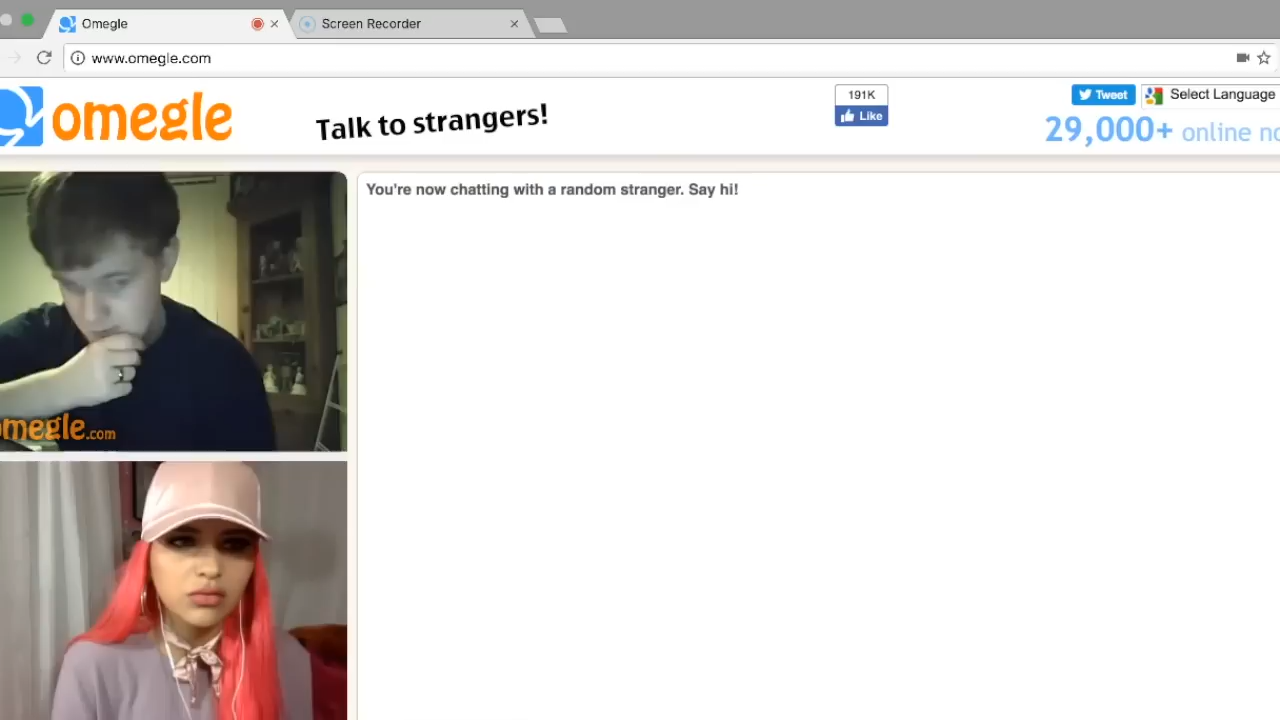 Omegle
Screen Recorder
www.omegle.com
omegle
Talk to strangers!
191K
Like
Tweet
Select Language
29,000+ online no
You're now chatting with a random stranger. Say hi!
omegle.com